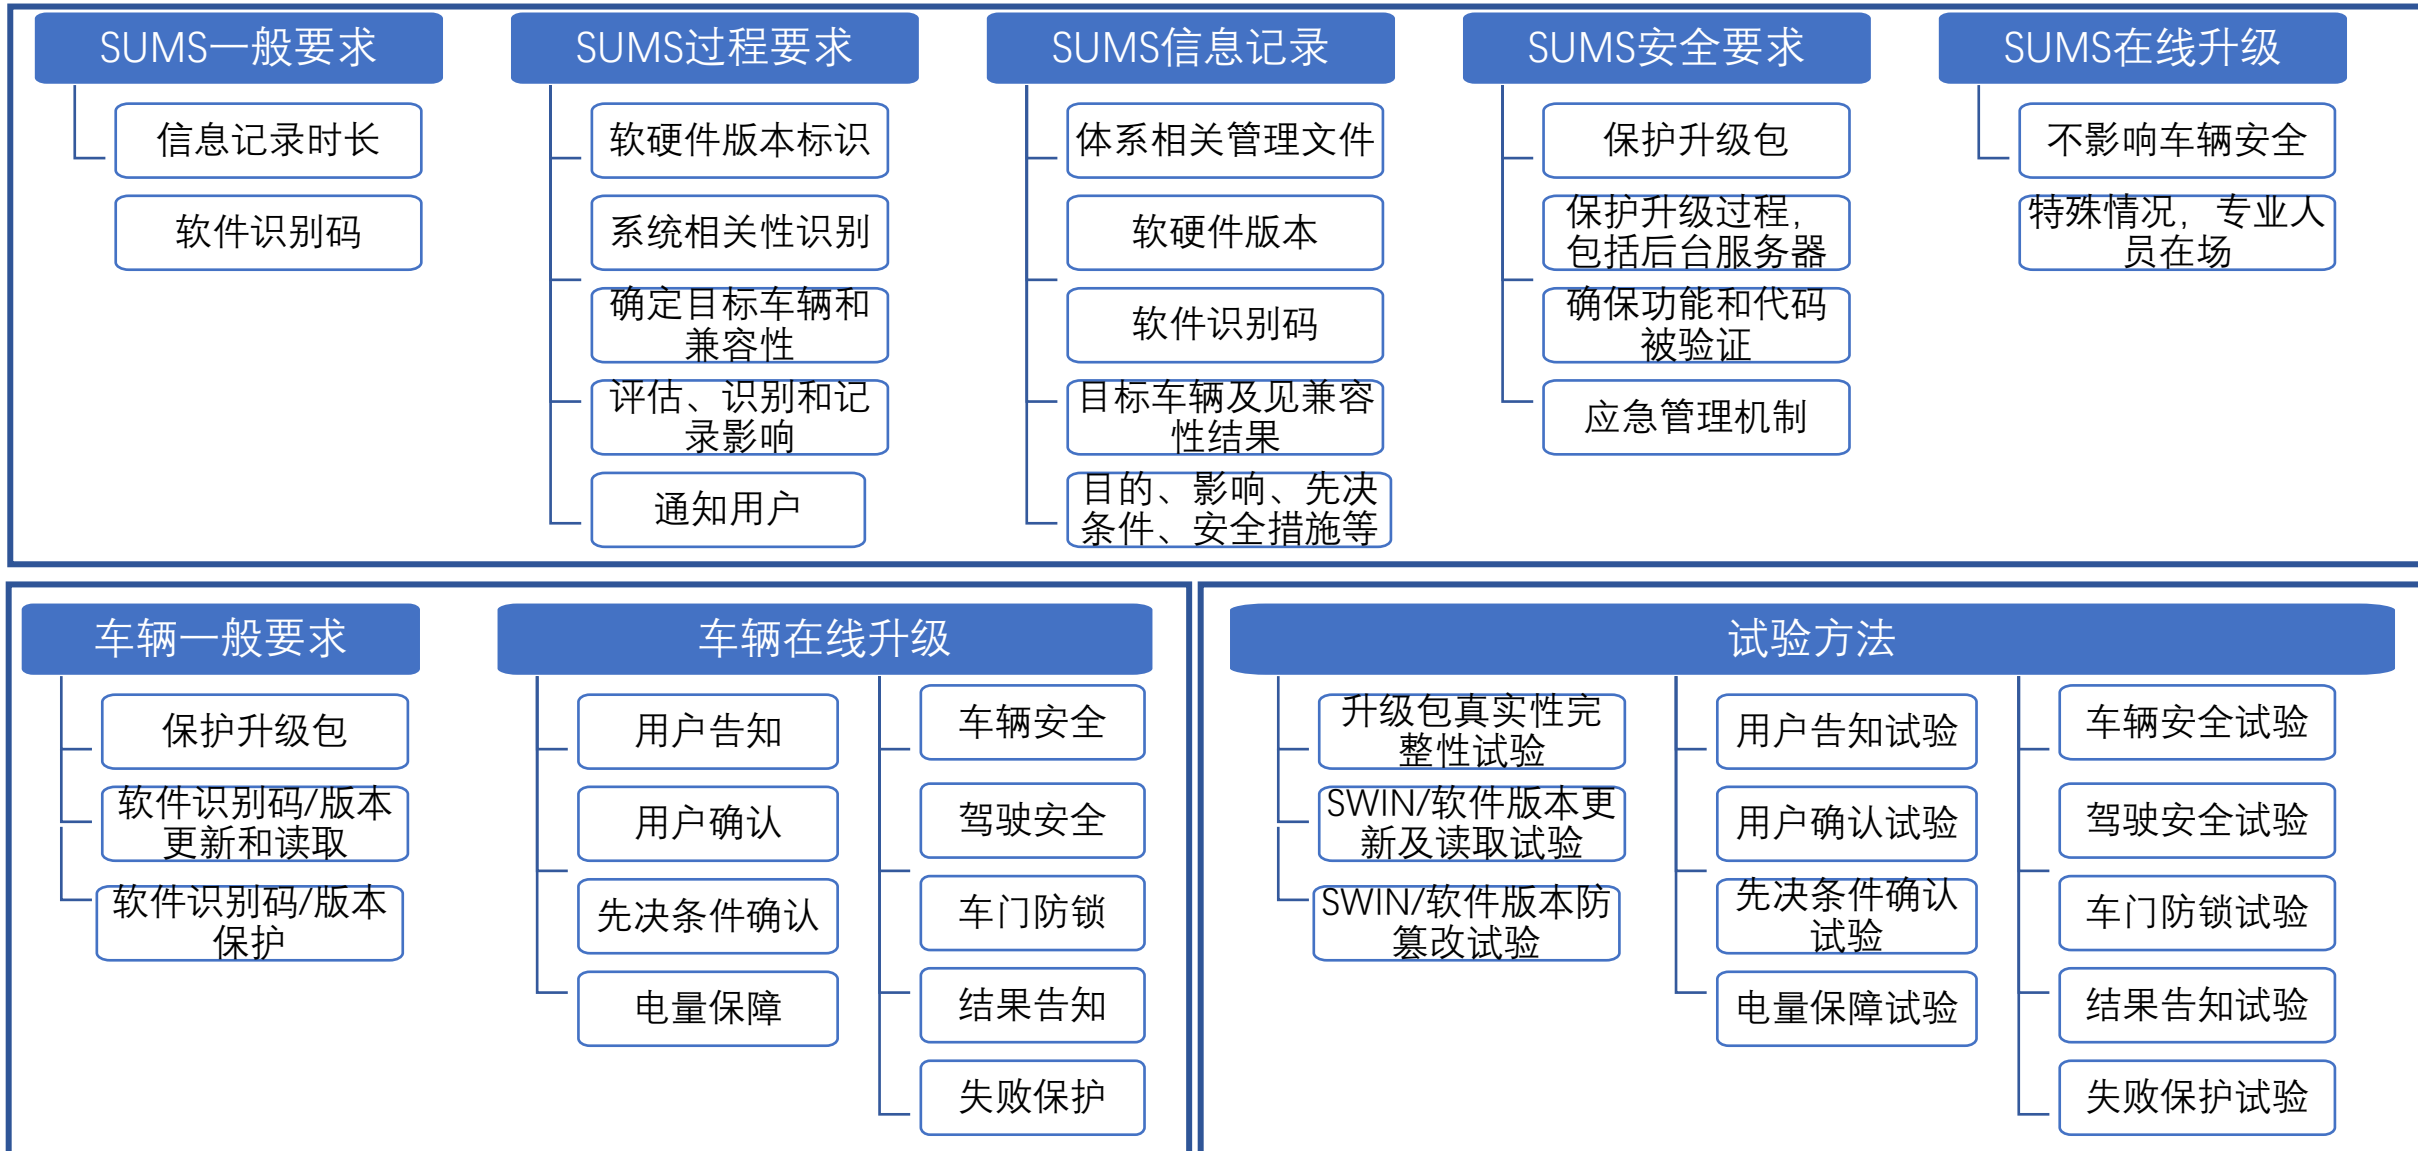 SUMS一般要求
信息记录时长
软件识别码
SUMS过程要求
软硬件版本标识
系统相关性识别
确定目标车辆和
兼容性
评估、识别和记
录影响
通知用户
SUMS信息记录
体系相关管理文件
软硬件版本
软件识别码
目标车辆及见兼容
性结果
目的、影响、先决
条件、安全措施等
SUMS安全要求
保护升级包
保护升级过程，
包括后台服务器
确保功能和代码
被验证
应急管理机制
SUMS在线升级
不影响车辆安全
特殊情况，专业人
员在场
车辆一般要求
保护升级包
软件识别码/版本
更新和读取
软件识别码/版本
保护
车辆在线升级
用户告知
用户确认
先决条件确认
电量保障
车辆安全
驾驶安全
车门防锁
结果告知
失败保护
试验方法
升级包真实性完
整性试验
SWIN/软件版本更
新及读取试验
SWIN/软件版本防
篡改试验
用户告知试验
用户确认试验
先决条件确认
试验
电量保障试验
车辆安全试验
驾驶安全试验
车门防锁试验
结果告知试验
失败保护试验